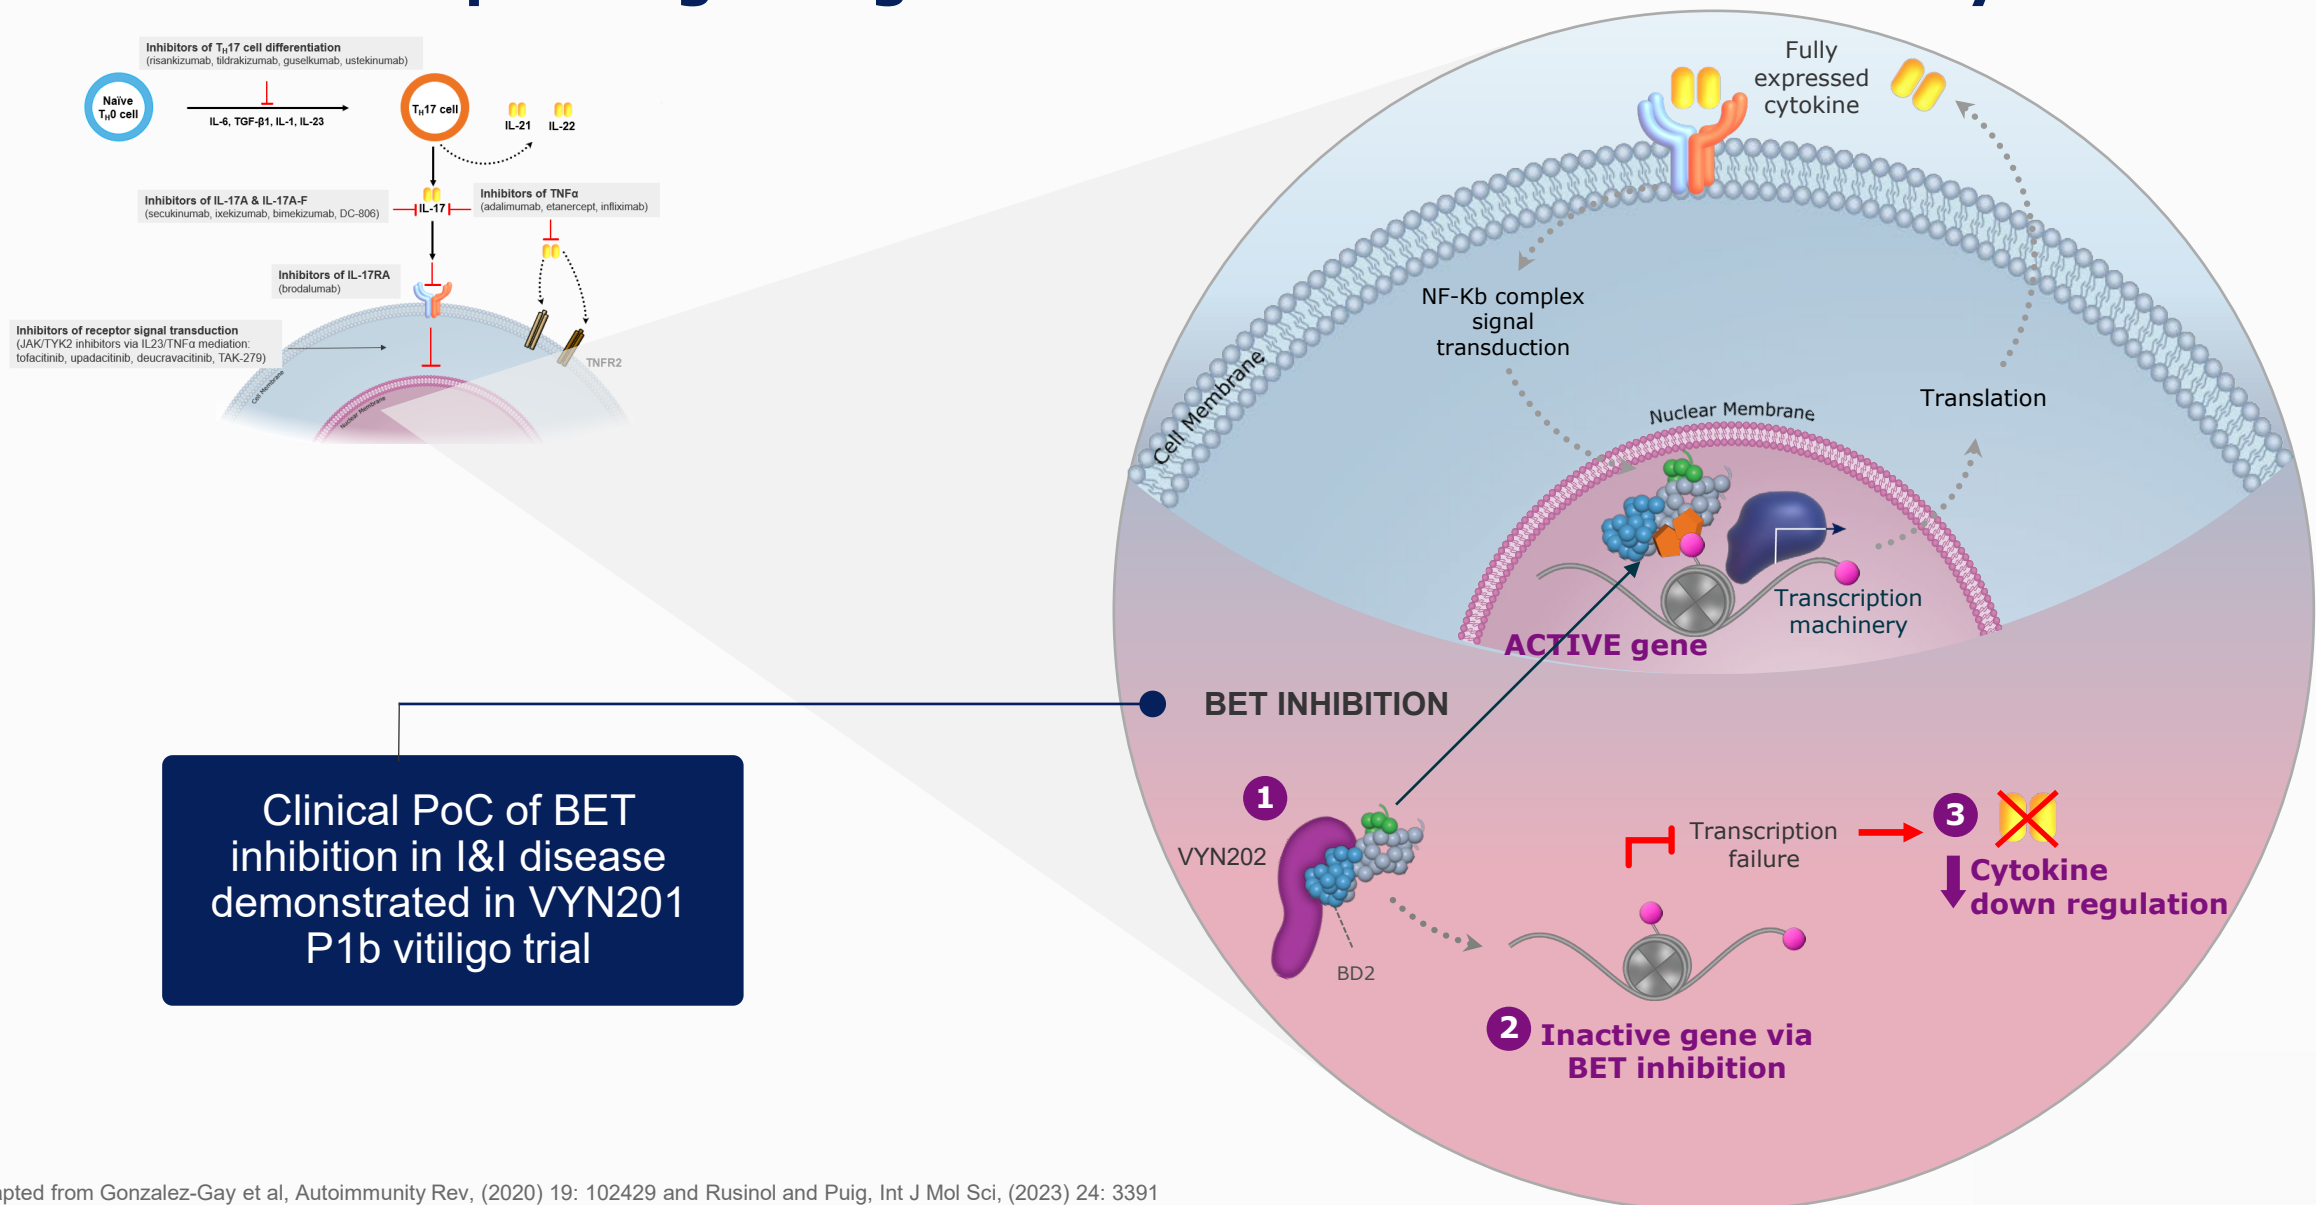 Inhibitors of TH17 cell differentiation
(risankizumab, tildrakizumab, guselkumab, ustekinumab)
Naïve
TH0 cell
IL-6, TGF-β1, IL-1, IL-23
TH17 cell
IL-21
IL-22
Inhibitors of IL-17A & IL-17A-F
(secukinumab, ixekizumab, bimekizumab, DC-806)
IL-17
Inhibitors of TNFα
(adalimumab, etanercept, infliximab)
Inhibitors of IL-17RA
(brodalumab)
Inhibitors of receptor signal transduction
(JAK/TYK2 inhibitors via IL23/TNFα mediation:
tofacitinib, upadacitinib, deucravacitinib, TAK-279)
TNFR2
Cell Membrane
Nuclear Membrane
Fully
expressed
cytokine
NF-Kb complex
signal
transduction
Cell Membrane
Nuclear Membrane
Translation
Transcription
machinery
ACTIVE gene
BET INHIBITION
Clinical PoC of BET
inhibition in I&I disease
demonstrated in VYN201
P1b vitiligo trial
1
VYN202
BD2
Transcription
failure
3
Cytokine
down regulation
2
Inactive gene via
BET inhibition
apted from Gonzalez-Gay et al, Autoimmunity Rev, (2020) 19: 102429 and Rusinol and Puig, Int J Mol Sci, (2023) 24: 3391